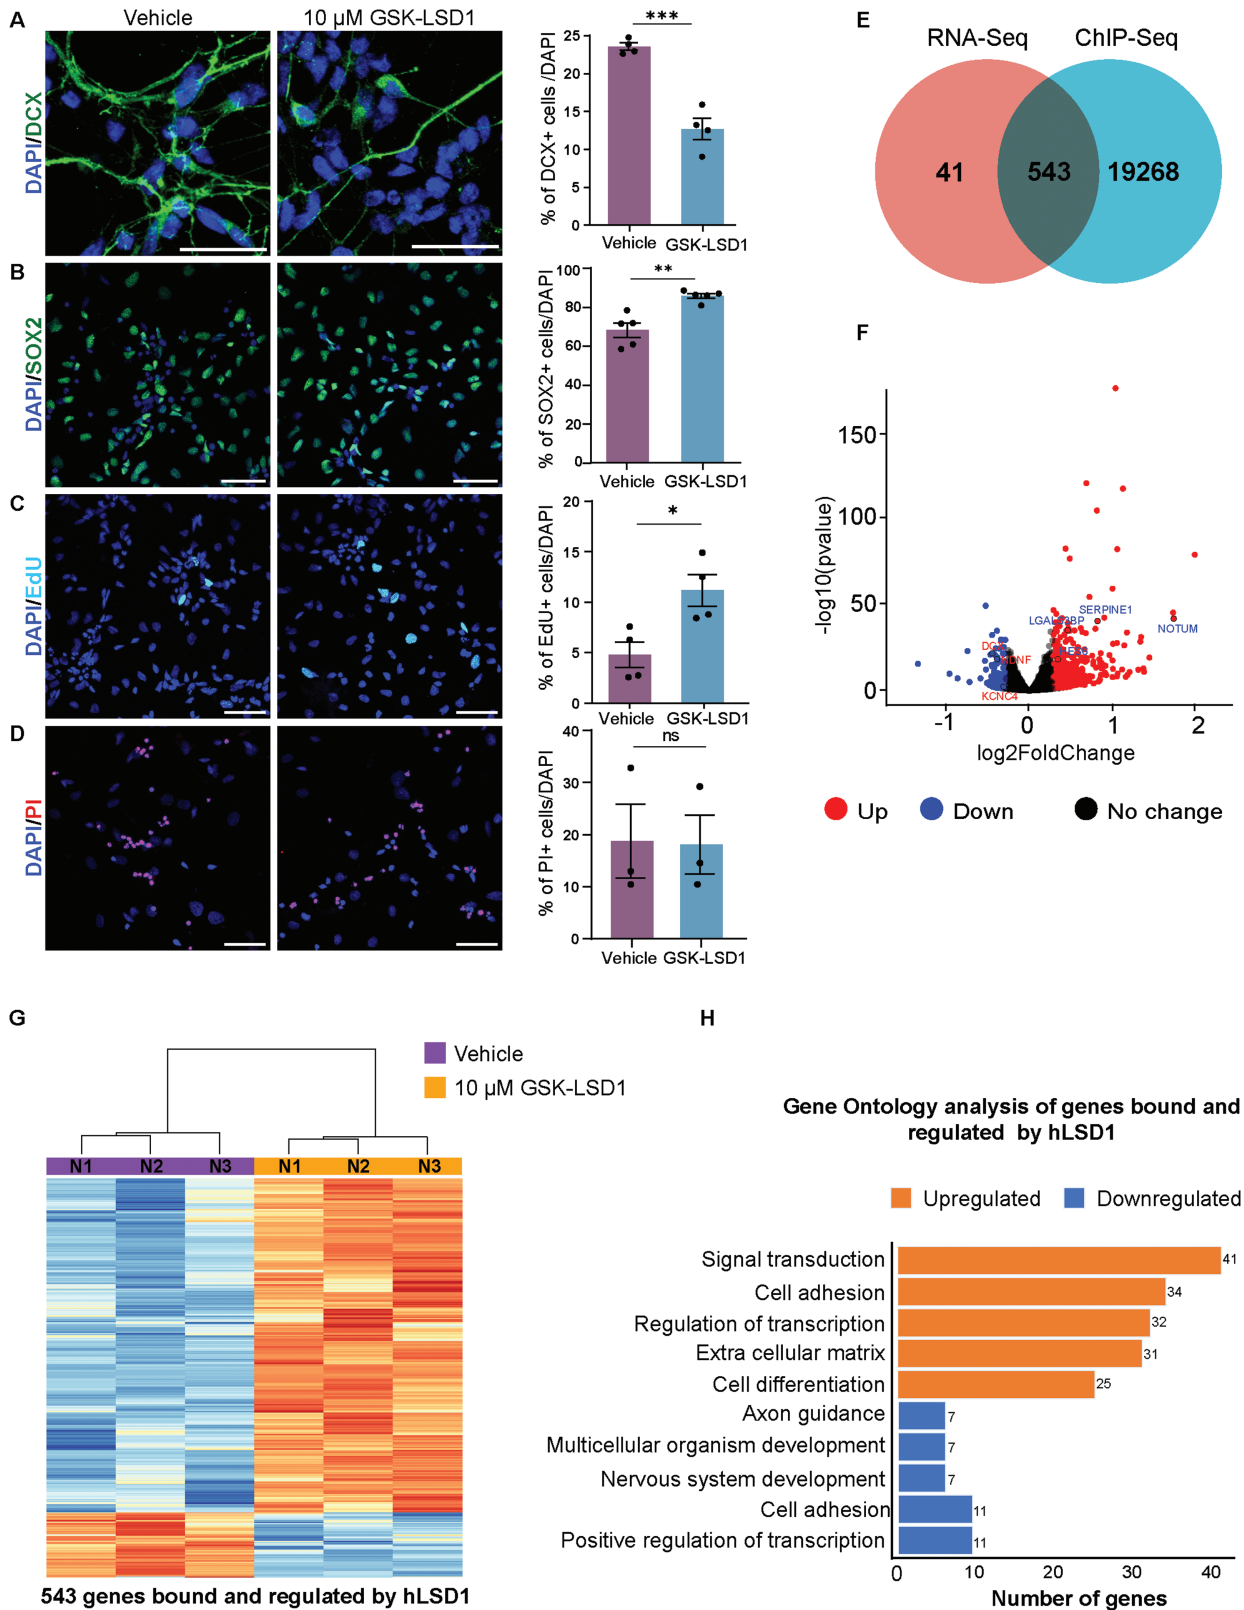 A
Vehicle
10 µM GSK-LSD1
DAPI/DCX
% of DCX+ cells /DAPI
25
20
15
10
5
0
***
Vehicle
GSK-LSD1
B
DAPI/SOX2
% of SOX2+ cells/DAPI
100
80
60
40
20
0
**
Vehicle
GSK-LSD1
C
DAPI/EdU
% of EdU+ cells/DAPI
20
15
10
5
0
*
Vehicle
GSK-LSD1
D
DAPI/PI
% of PI+ cells/DAPI
40
30
20
10
0
ns
Vehicle
GSK-LSD1
E
RNA-Seq
ChIP-Seq
41
543
19268
F
-log10(pvalue)
150
100
50
0
SERPINE1
NOTUM
KCNC4
-1
0
1
2
log2FoldChange
Up
Down
No change
G
Vehicle
10 µM GSK-LSD1
N1
N2
N3
N1
N2
N3
543 genes bound and regulated by hLSD1
H
Gene Ontology analysis of genes bound and
regulated by hLSD1
Upregulated
Downregulated
Signal transduction
41
Cell adhesion
34
Regulation of transcription
32
Extra cellular matrix
31
Cell differentiation
25
Axon guidance
7
Multicellular organism development
7
Nervous system development
7
Cell adhesion
11
Positive regulation of transcription
11
0
10
20
30
40
Number of genes